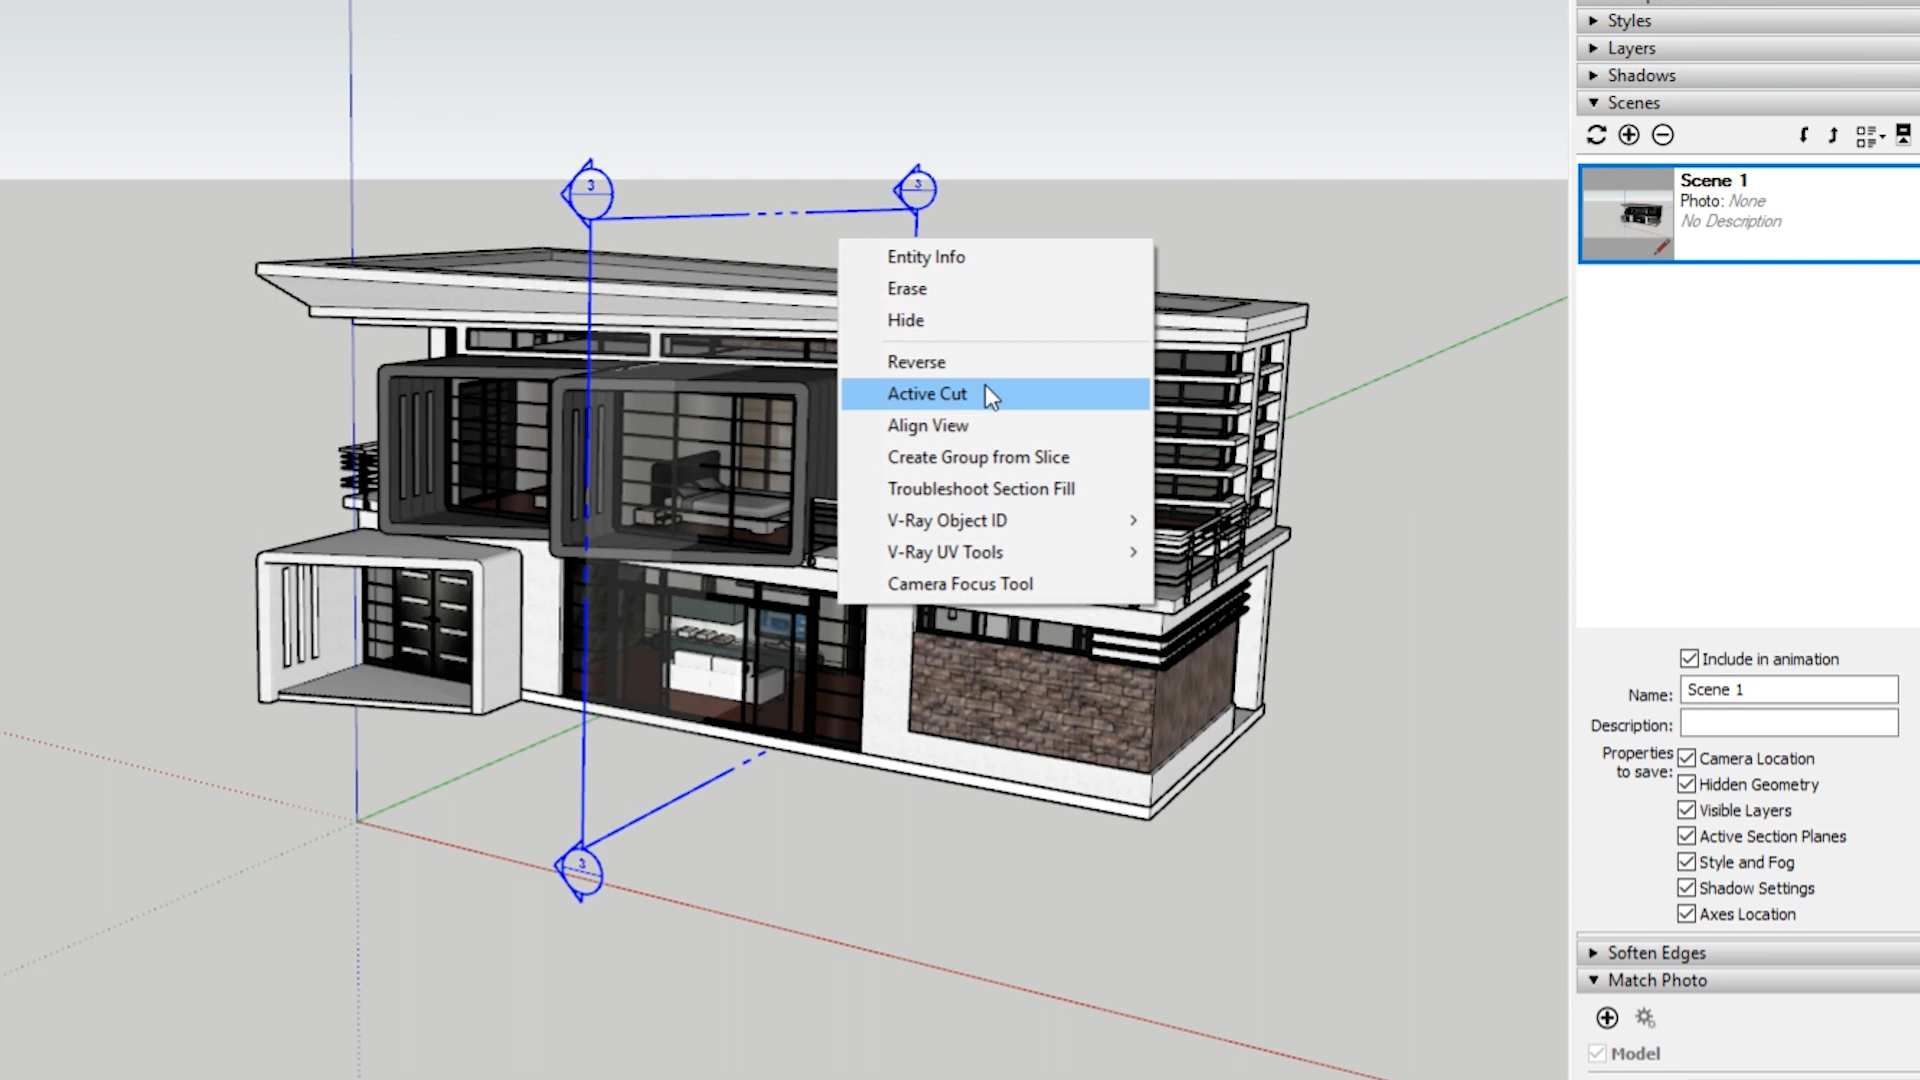 Styles
Layers
Shadows
Scenes
Scene 1
Photo: None
No Description
3
3
Entity Info
Erase
Hide
Reverse
Active Cut
Align View
Create Group from Slice
Troubleshoot Section Fill
V-Ray Object ID
V-Ray UV Tools
Camera Focus Tool
3
Include in animation
Name: Scene 1
Description:
Properties to save:
Camera Location
Hidden Geometry
Visible Layers
Active Section Planes
Style and Fog
Shadow Settings
Axes Location
Soften Edges
Match Photo
Model